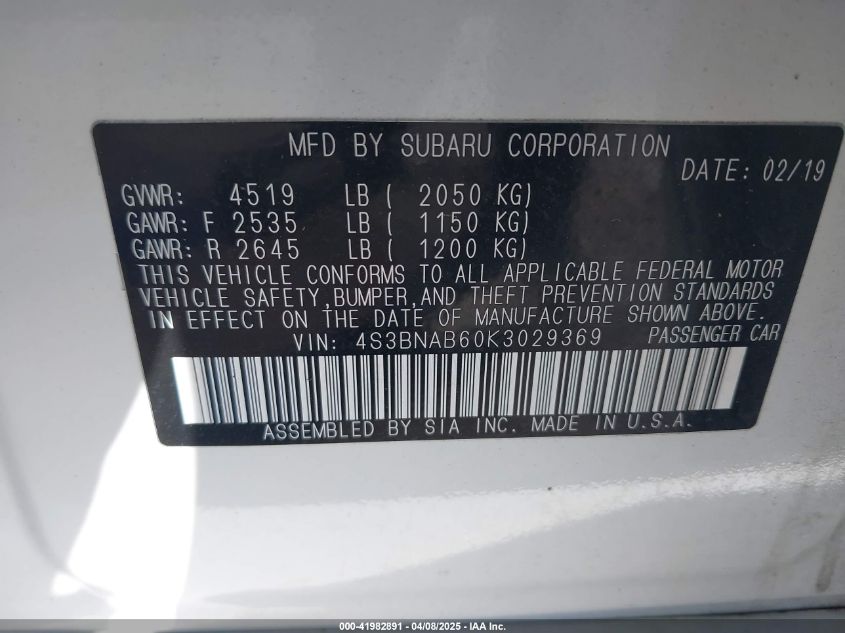 MFD BY SUBARU CORPORATION
DATE: 02/19
GVWR: 4519 LB ( 2050 KG)
GAWR: F 2535 LB ( 1150 KG)
GAWR: R 2645 LB ( 1200 KG)
THIS VEHICLE CONFORMS TO ALL APPLICABLE FEDERAL MOTOR
VEHICLE SAFETY,BUMPER,AND THEFT PREVENTION STANDARDS
IN EFFECT ON THE DATE OF MANUFACTURE SHOWN ABOVE.
VIN: 4S3BNAB60K3029369 PASSENGER CAR
ASSEMBLED BY SIA INC. MADE IN U.S.A.
000-41982891 - 04/08/2025 - IAA Inc.